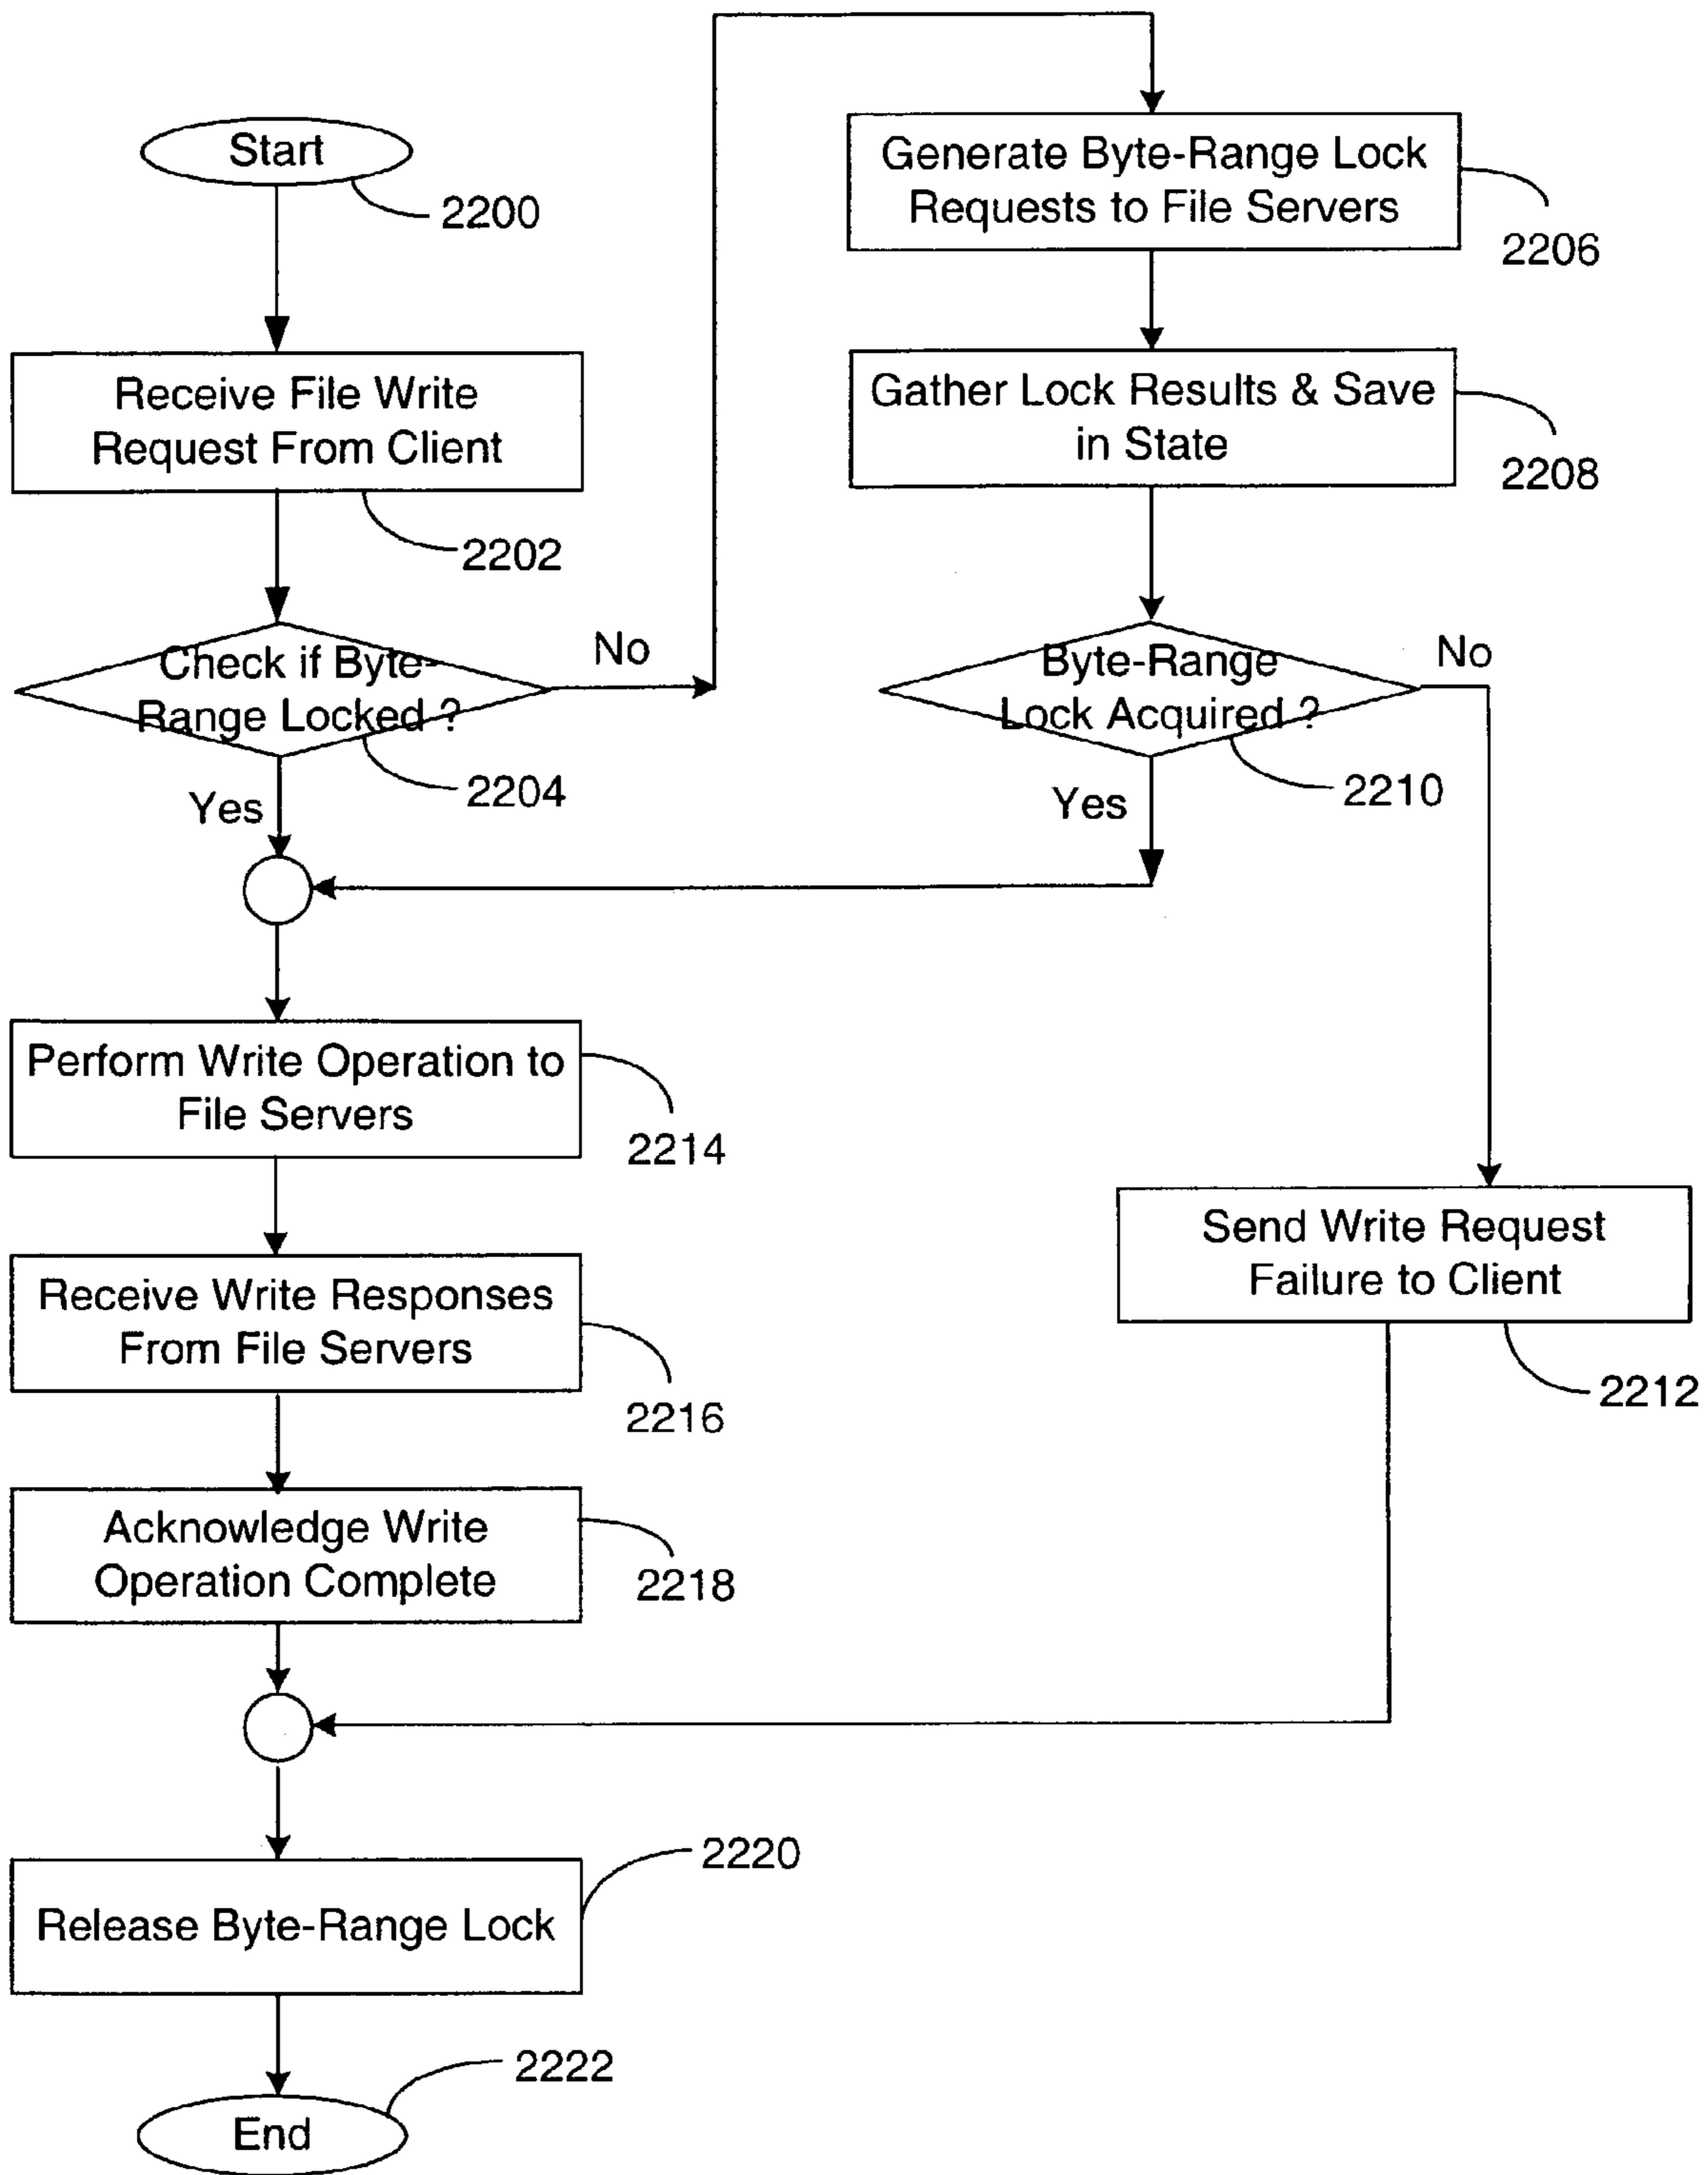 Start
2200
Receive File Write
Request From Client
2202
Check if Byte-
Range Locked ?
No
2204
Yes
Generate Byte-Range Lock
Requests to File Servers
2206
Gather Lock Results & Save
in State
2208
Byte-Range
Lock Acquired ?
No
2210
Yes
Perform Write Operation to
File Servers
2214
Receive Write Responses
From File Servers
2216
Send Write Request
Failure to Client
2212
Acknowledge Write
Operation Complete
2218
Release Byte-Range Lock
2220
End
2222